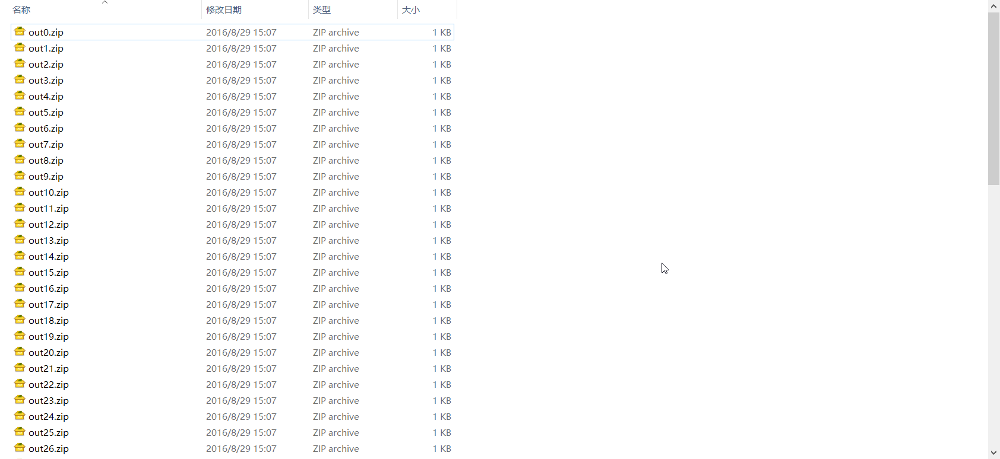 名称 修改日期 类型 大小
out0.zip 2016/8/29 15:07 ZIP archive 1 KB
out1.zip 2016/8/29 15:07 ZIP archive 1 KB
out2.zip 2016/8/29 15:07 ZIP archive 1 KB
out3.zip 2016/8/29 15:07 ZIP archive 1 KB
out4.zip 2016/8/29 15:07 ZIP archive 1 KB
out5.zip 2016/8/29 15:07 ZIP archive 1 KB
out6.zip 2016/8/29 15:07 ZIP archive 1 KB
out7.zip 2016/8/29 15:07 ZIP archive 1 KB
out8.zip 2016/8/29 15:07 ZIP archive 1 KB
out9.zip 2016/8/29 15:07 ZIP archive 1 KB
out10.zip 2016/8/29 15:07 ZIP archive 1 KB
out11.zip 2016/8/29 15:07 ZIP archive 1 KB
out12.zip 2016/8/29 15:07 ZIP archive 1 KB
out13.zip 2016/8/29 15:07 ZIP archive 1 KB
out14.zip 2016/8/29 15:07 ZIP archive 1 KB
out15.zip 2016/8/29 15:07 ZIP archive 1 KB
out16.zip 2016/8/29 15:07 ZIP archive 1 KB
out17.zip 2016/8/29 15:07 ZIP archive 1 KB
out18.zip 2016/8/29 15:07 ZIP archive 1 KB
out19.zip 2016/8/29 15:07 ZIP archive 1 KB
out20.zip 2016/8/29 15:07 ZIP archive 1 KB
out21.zip 2016/8/29 15:07 ZIP archive 1 KB
out22.zip 2016/8/29 15:07 ZIP archive 1 KB
out23.zip 2016/8/29 15:07 ZIP archive 1 KB
out24.zip 2016/8/29 15:07 ZIP archive 1 KB
out25.zip 2016/8/29 15:07 ZIP archive 1 KB
out26.zip 2016/8/29 15:07 ZIP archive 1 KB